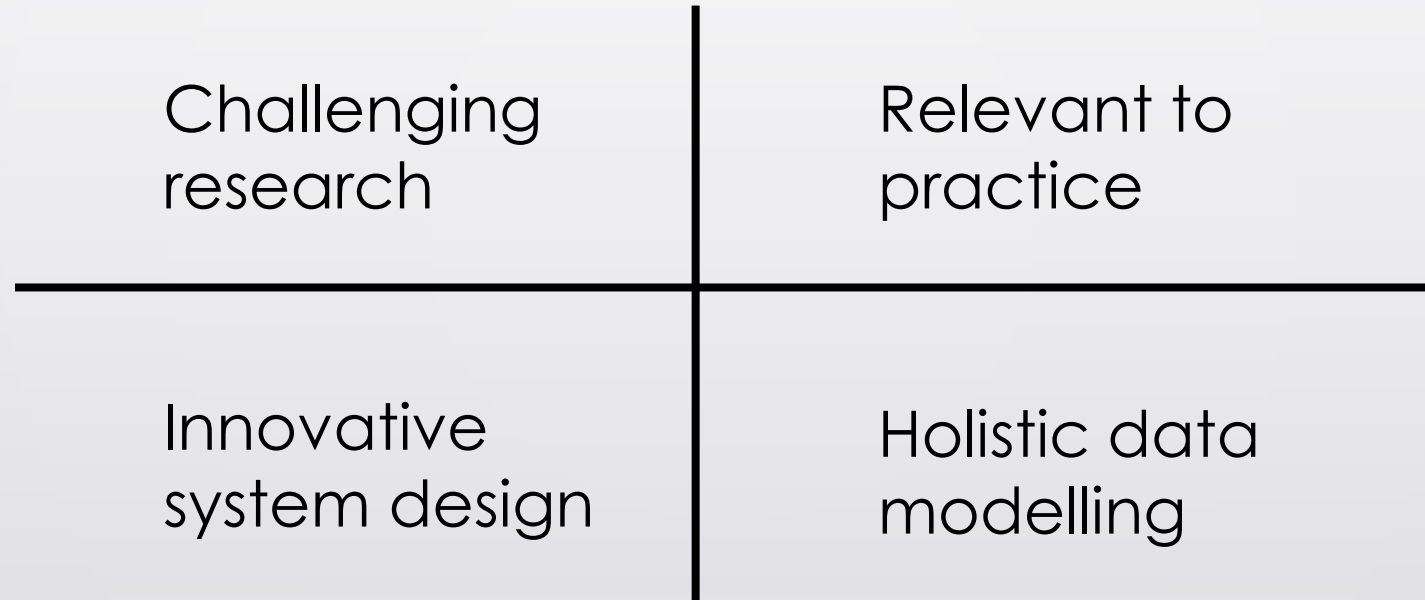 Challenging
research
Relevant to
practice
Innovative
system design
Holistic data
modelling